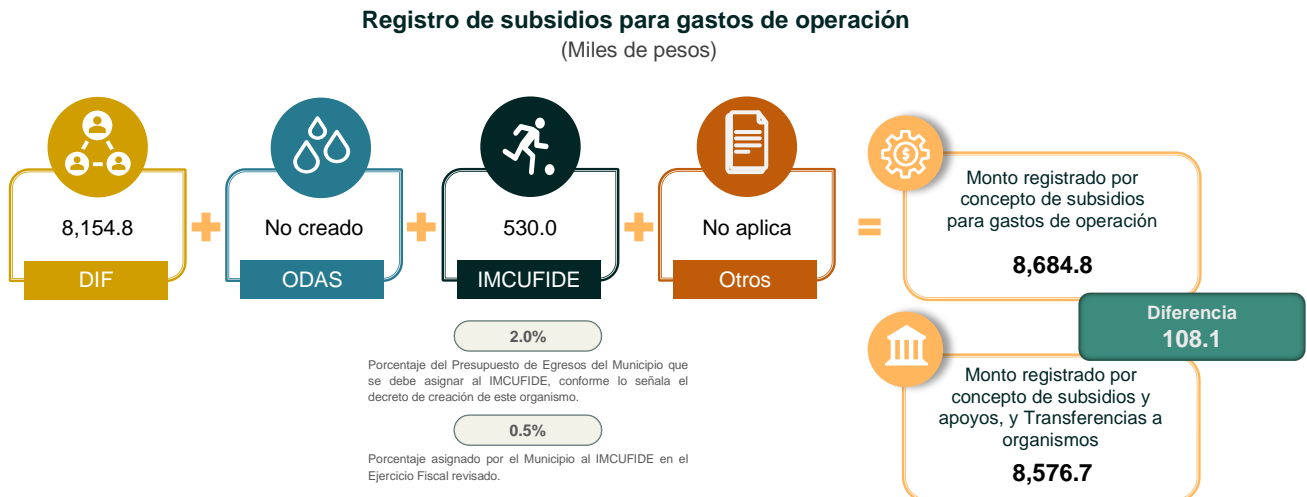 Registro de subsidios para gastos de operación
(Miles de pesos)
8,154.8
DIF
No creado
ODAS
530.0
IMCUFIDE
No aplica
Otros
Monto registrado por
concepto de subsidios
para gastos de operación
8,684.8
Diferencia
108.1
Monto registrado por
concepto de subsidios y
apoyos, y Transferencias a
organismos
8,576.7
2.0%
Porcentaje del Presupuesto de Egresos del Municipio que
se debe asignar al IMCUFIDE, conforme lo señala el
decreto de creación de este organismo.
0.5%
Porcentaje asignado por el Municipio al IMCUFIDE en el
Ejercicio Fiscal revisado.